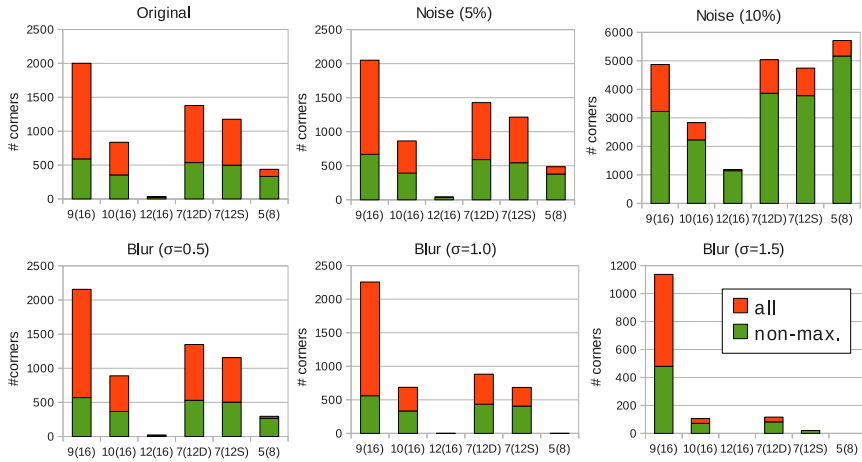 Original
# corners
2500
2000
1500
1000
500
0
9(16) 10(16) 12(16) 7(12D) 7(12S) 5(8)
Noise (5%)
# corners
2500
2000
1500
1000
500
0
9(16) 10(16) 12(16) 7(12D) 7(12S) 5(8)
Noise (10%)
# corners
6000
5000
4000
3000
2000
1000
0
9(16) 10(16) 12(16) 7(12D) 7(12S) 5(8)
Blur (σ=0.5)
#corners
2500
2000
1500
1000
500
0
9(16) 10(16) 12(16) 7(12D) 7(12S) 5(8)
Blur (σ=1.0)
# corners
2500
2000
1500
1000
500
0
9(16) 10(16) 12(16) 7(12D) 7(12S) 5(8)
Blur (σ=1.5)
# corners
1200
1000
800
600
400
200
0
9(16) 10(16) 12(16) 7(12D) 7(12S) 5(8)
all
non-max.